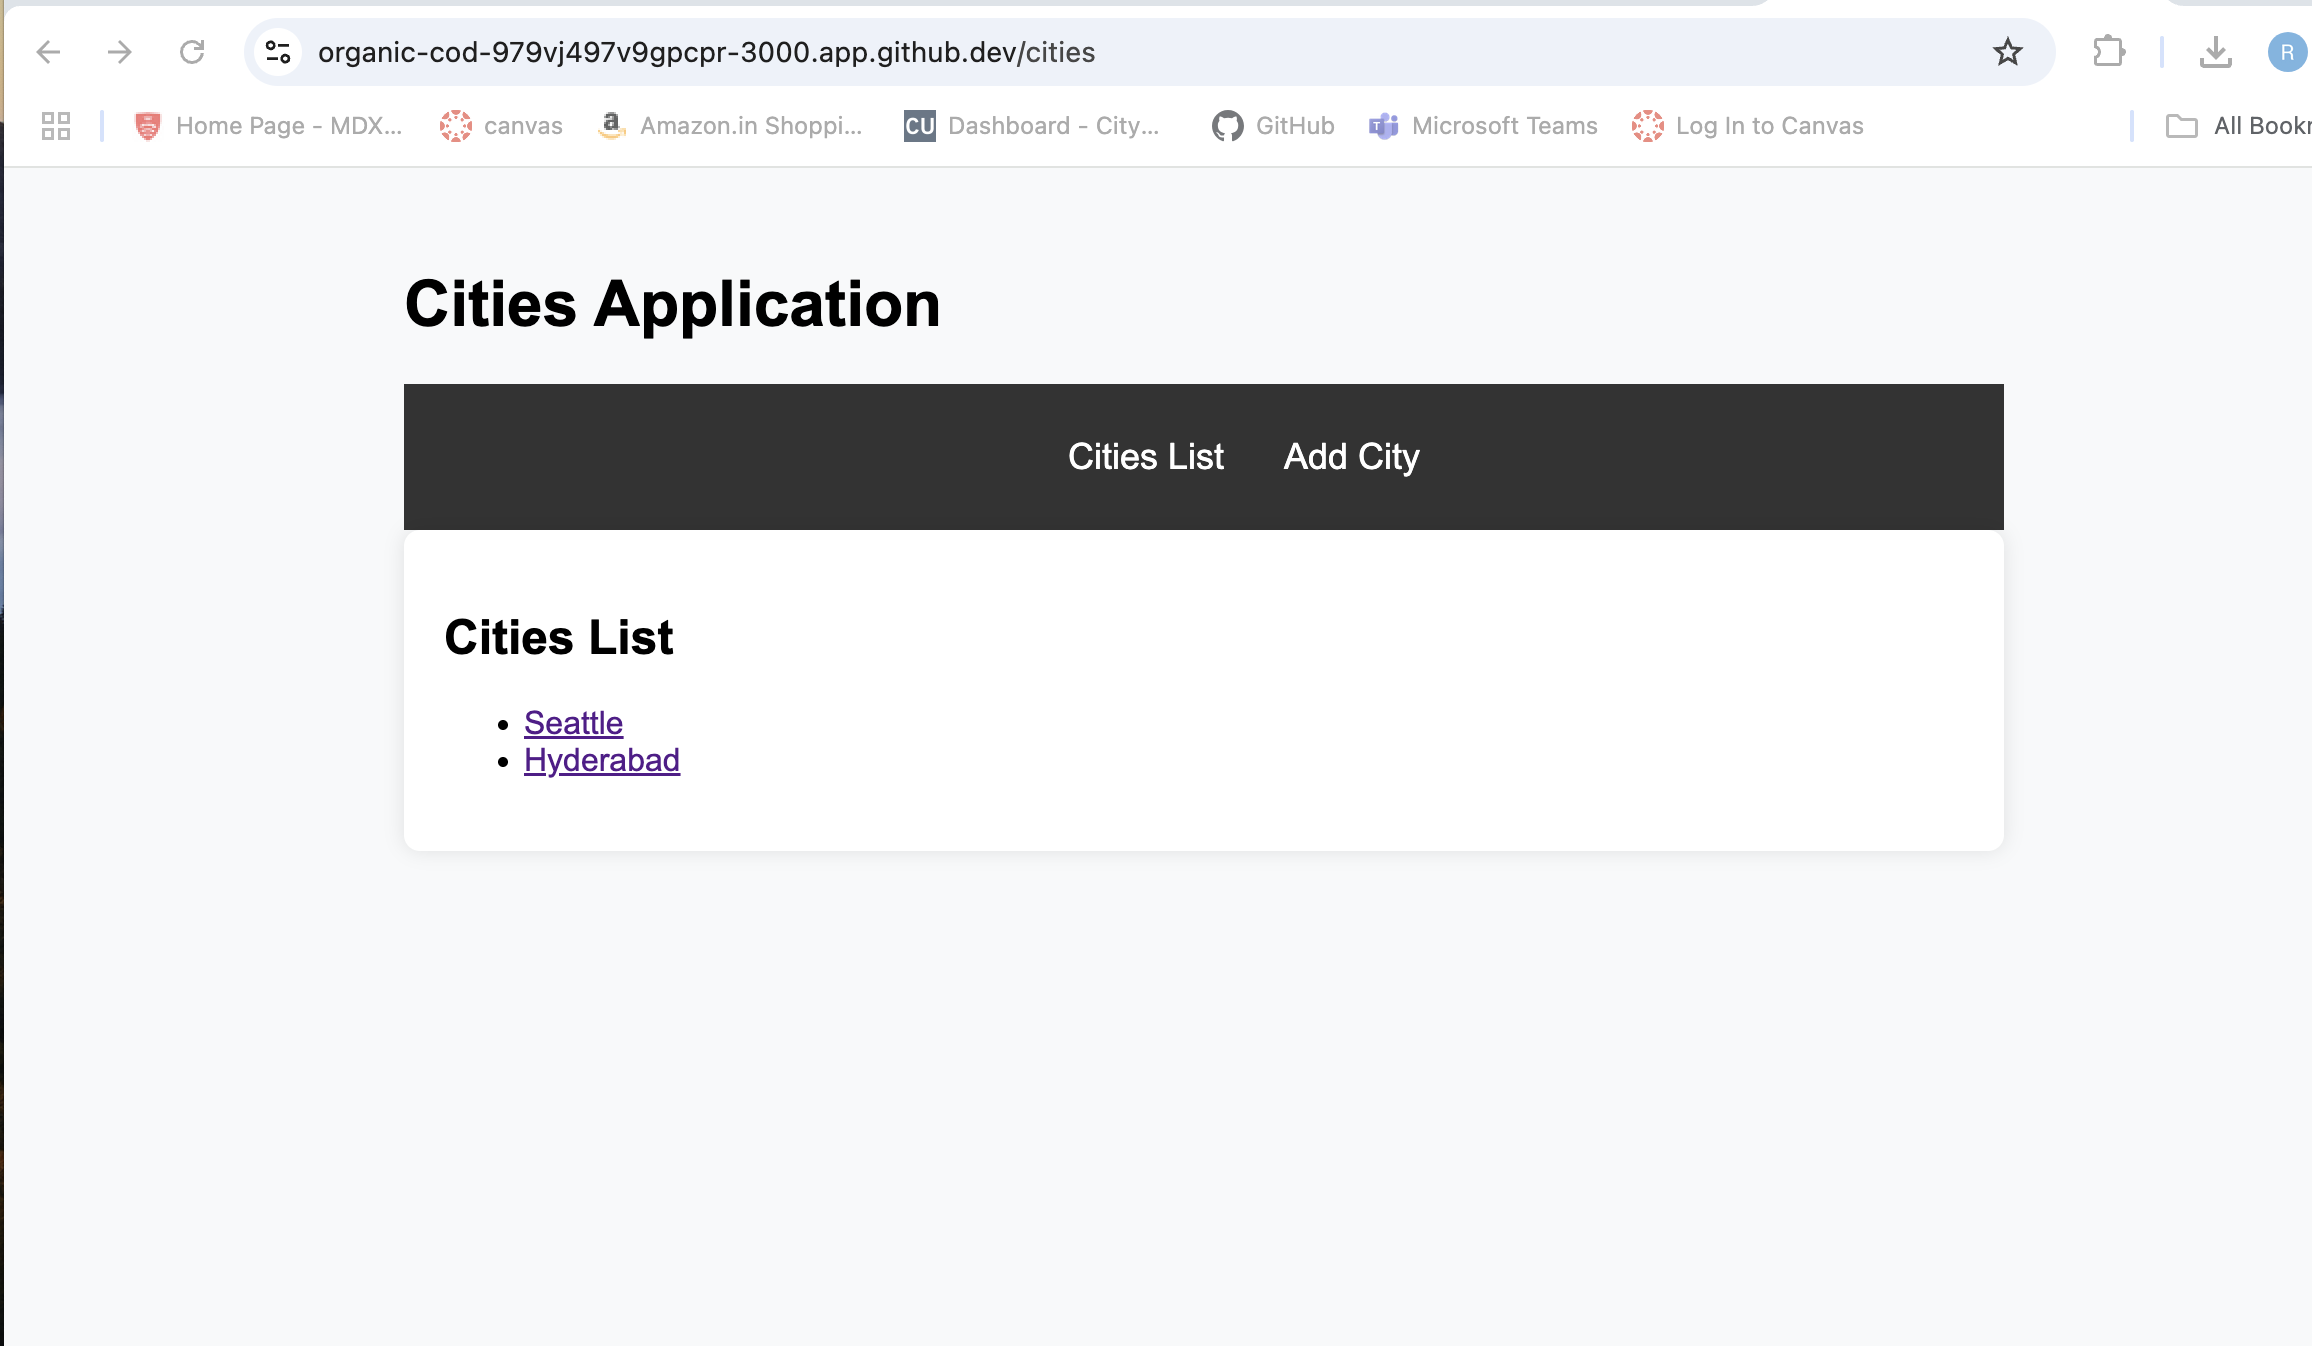 organic-cod-979vj497v9gpcpr-3000.app.github.dev/cities
R
Home Page - MDX...
canvas
a
Amazon.in Shoppi...
CU
Dashboard - City...
GitHub
Microsoft Teams
Log In to Canvas
All Bookr
Cities Application
Cities List
Add City
Cities List
Seattle
Hyderabad